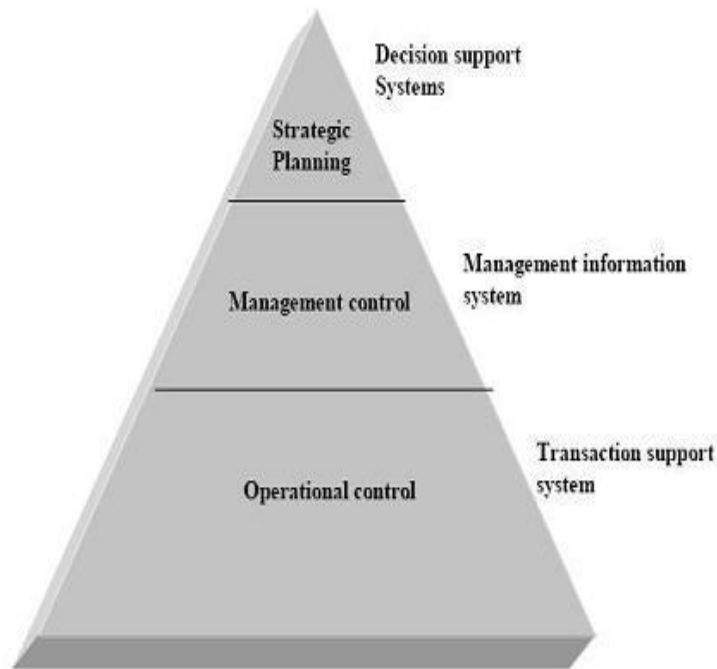 Decision support
Systems
Strategic
Planning
Management information
system
Management control
Transaction support
system
Operational control